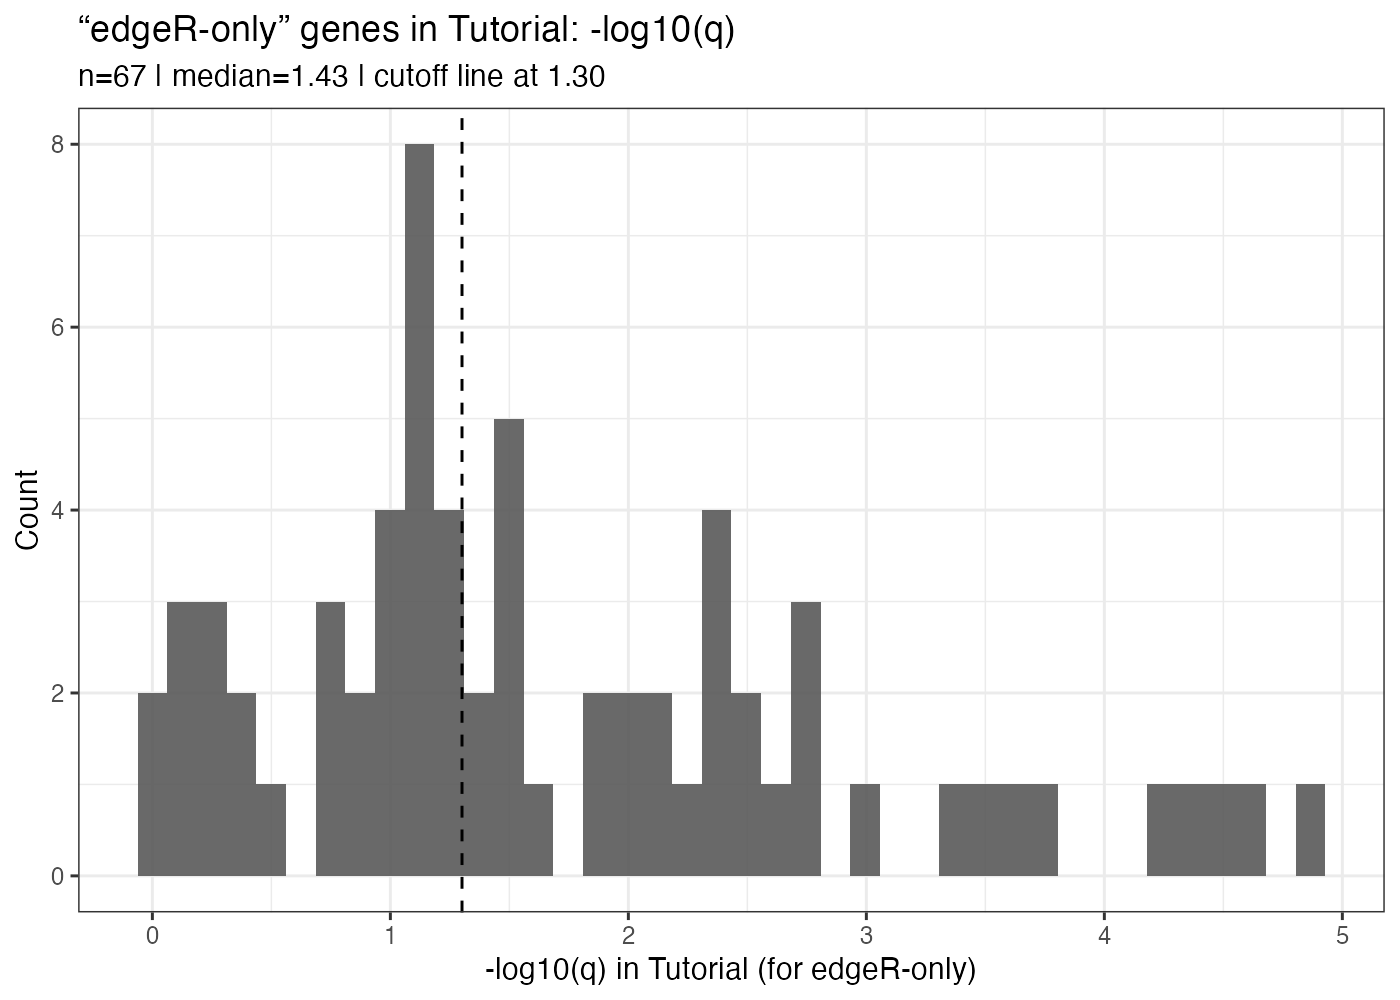 “edgeR-only” genes in Tutorial: -log10(q)
n=67 | median=1.43 | cutoff line at 1.30
8
6
4
2
0
Count
0 1 2 3 4 5
-log10(q) in Tutorial (for edgeR-only)